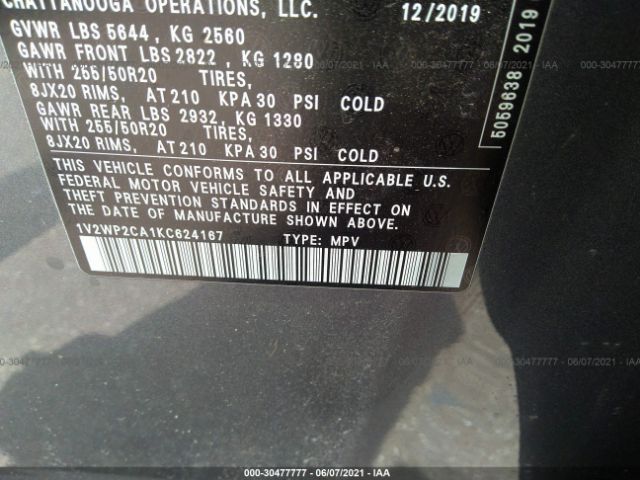 CHATTANOOGA OPERATIONS, LLC. 12/2019
GVWR LBS 5644 , KG 2560
GAWR FRONT LBS 2822 , KG 1280
WITH 255/50R20 TIRES,
8JX20 RIMS, AT 210 KPA 30 PSI COLD
GAWR REAR LBS 2932, KG 1330
WITH 255/50R20 TIRES,
8JX20 RIMS, AT 210 KPA 30 PSI COLD
THIS VEHICLE CONFORMS TO ALL APPLICABLE U.S.
FEDERAL MOTOR VEHICLE SAFETY AND
THEFT PREVENTION STANDARDS IN EFFECT
ON THE DATE OF MANUFACTURE SHOWN ABOVE.
1V2WP2CA1KC624167 TYPE: MPV
5059638 2019
000-30477777 - 06/07/2021 - IAA